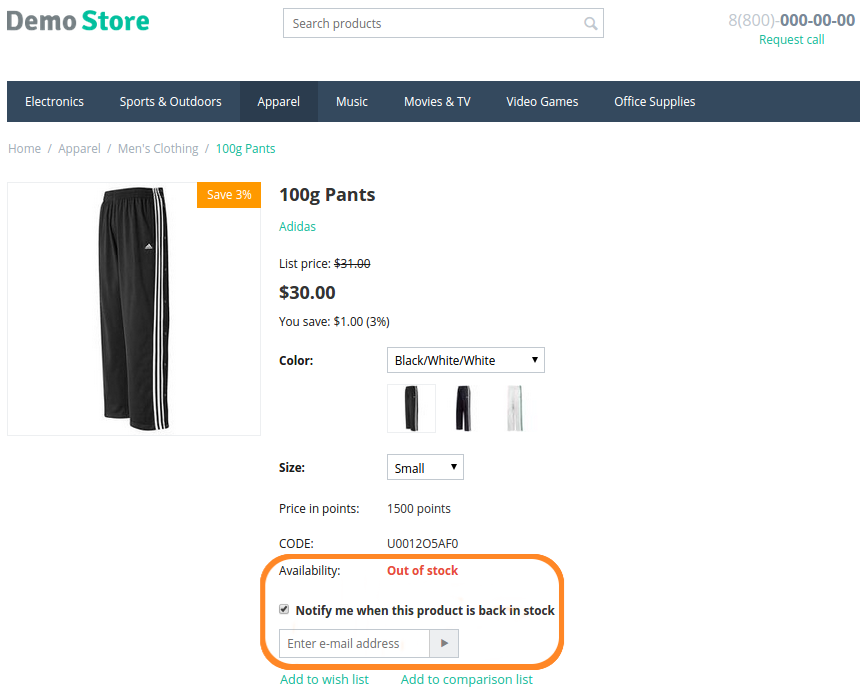 Demo Store
Search products
8(800)-000-00-00
Request call
Electronics Sports & Outdoors Apparel Music Movies & TV Video Games Office Supplies
Home / Apparel / Men's Clothing / 100g Pants
Save 3%
100g Pants
Adidas
List price: $31.00
$30.00
You save: $1.00 (3%)
Color: Black/White/White
Size: Small
Price in points: 1500 points
CODE: U0012O5AF0
Availability: Out of stock
Notify me when this product is back in stock
Enter e-mail address
Add to wish list Add to comparison list